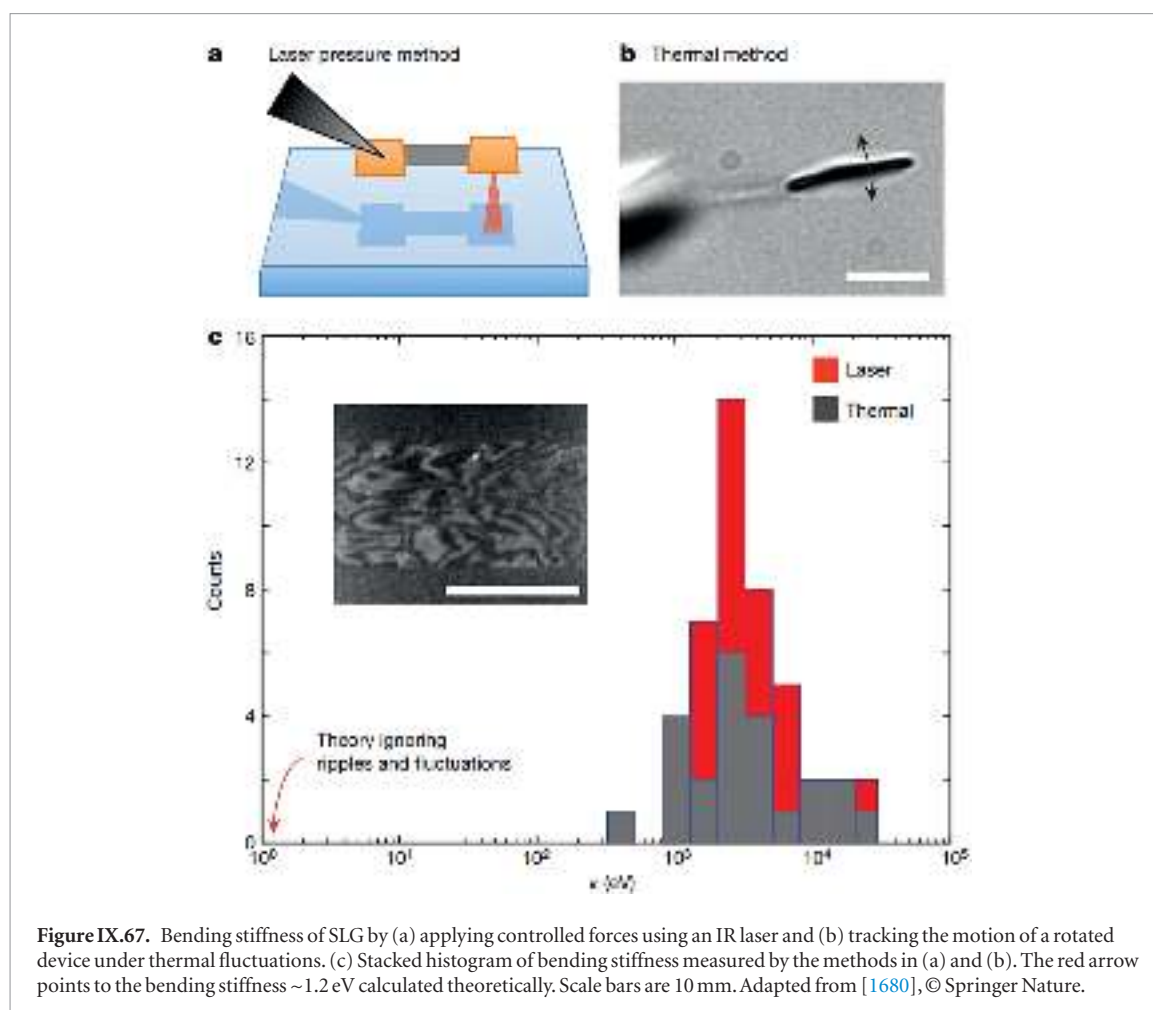 a Laser pressure method
b Thermal method
c
16
12
8
4
0
Counts
Laser
Thermal
Theory ignoring
ripples and fluctuations
10⁰ 10¹ 10² 10³ 10⁴ 10⁵
κ (eV)
Figure IX.67. Bending stiffness of SLG by (a) applying controlled forces using an IR laser and (b) tracking the motion of a rotated
device under thermal fluctuations. (c) Stacked histogram of bending stiffness measured by the methods in (a) and (b). The red arrow
points to the bending stiffness ~1.2 eV calculated theoretically. Scale bars are 10 mm. Adapted from [1680], © Springer Nature.